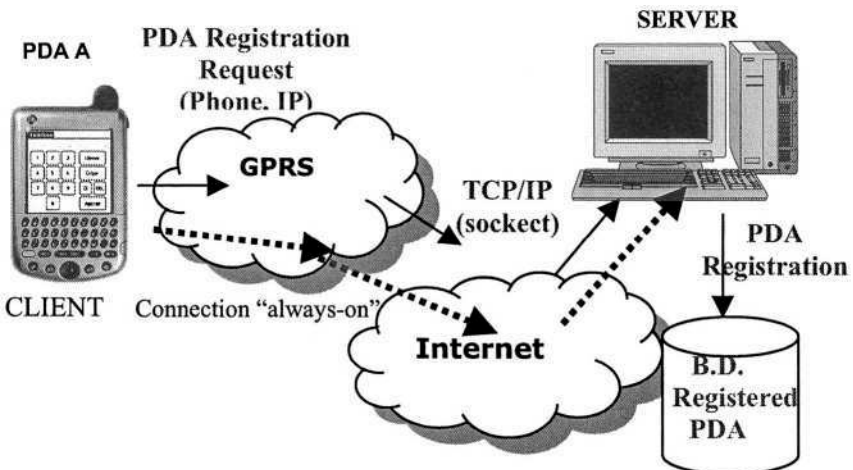 SERVER
PDA A
PDA Registration
Request
(Phone, IP)
GPRS
TCP/IP
(sockect)
PDA
Registration
CLIENT
Connection “always-on”
Internet
B.D.
Registered
PDA